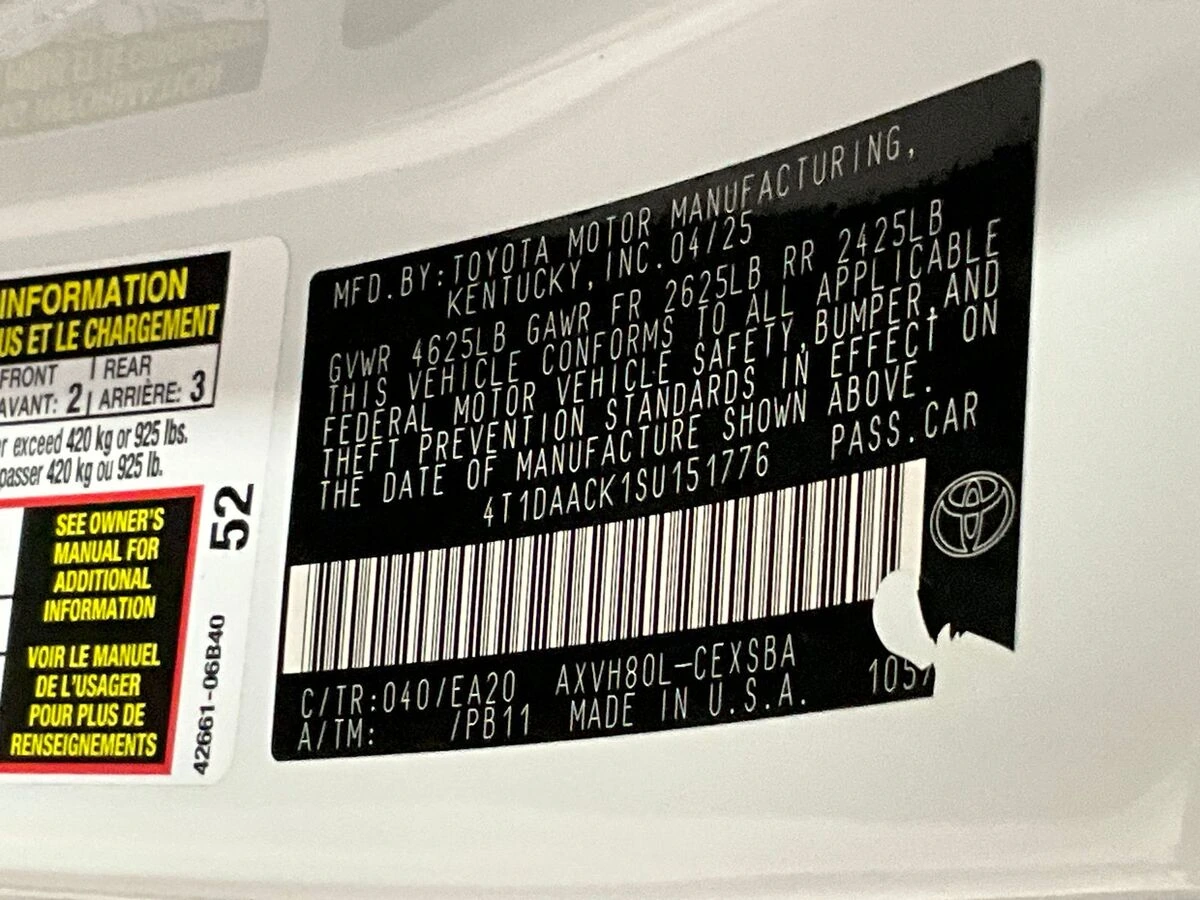 INFORMATION
US ET LE CHARGEMENT
FRONT
AVANT: 2
REAR
ARRIÈRE: 3
exceed 420 kg or 925 lbs.
passer 420 kg ou 925 lb.
SEE OWNER'S
MANUAL FOR
ADDITIONAL
INFORMATION
VOIR LE MANUEL
DE L'USAGER
POUR PLUS DE
RENSEIGNEMENTS
52
42661-06B40
MFD.BY:TOYOTA MOTOR MANUFACTURING,
KENTUCKY,INC.04/25
GVWR 4625LB GAWR FR 2625LB RR 2425LB
THIS VEHICLE CONFORMS TO ALL APPLICABLE
FEDERAL MOTOR VEHICLE SAFETY,BUMPER,AND
THEFT PREVENTION STANDARDS IN EFFECT ON
THE DATE OF MANUFACTURE SHOWN ABOVE.
4T1DAACK1SU151776 PASS.CAR
C/TR:040/EA20 AXVH80L-CEXSBA
A/TM: /PB11 MADE IN U.S.A. 105